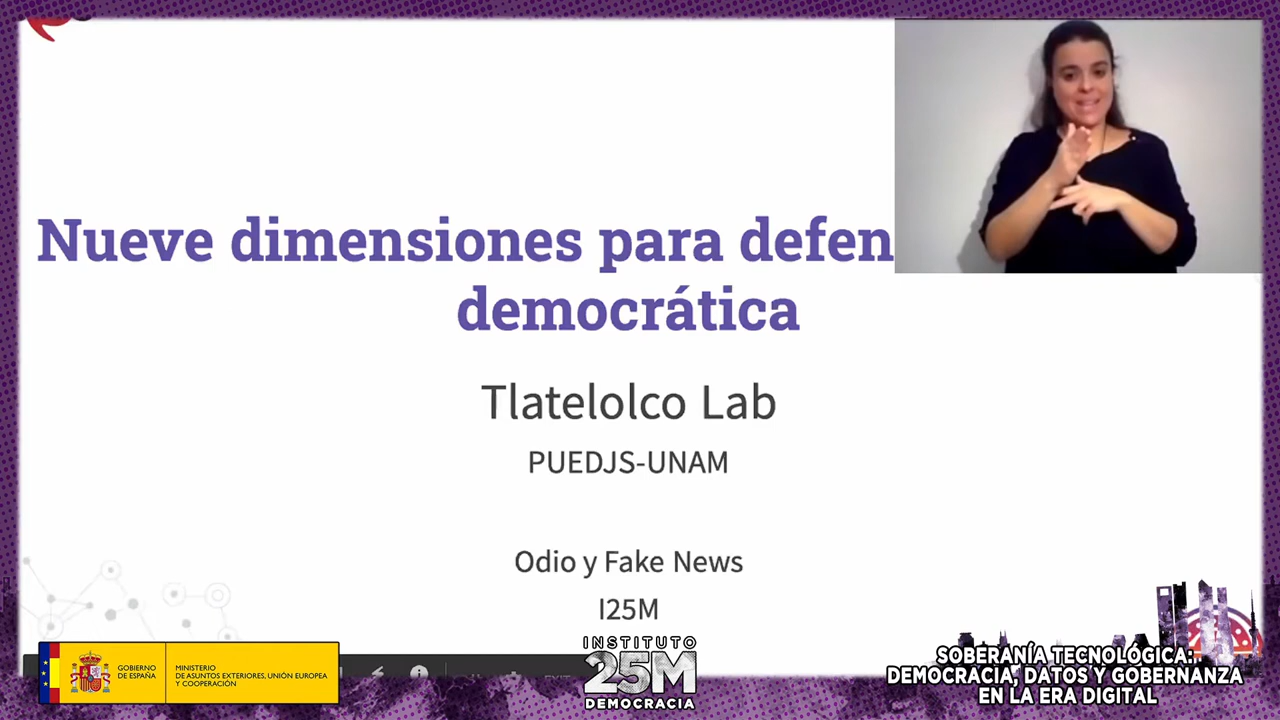 Nueve dimensiones para defen
democrática
Tlatelolco Lab
PUEDJS-UNAM
Odio y Fake News
I25M
GOBIERNO
DE ESPAÑA
MINISTERIO
DE ASUNTOS EXTERIORES, UNIÓN EUROPEA
Y COOPERACIÓN
INSTITUTO
25M
DEMOCRACIA
SOBERANÍA TECNOLÓGICA:
DEMOCRACIA, DATOS Y GOBERNANZA
EN LA ERA DIGITAL